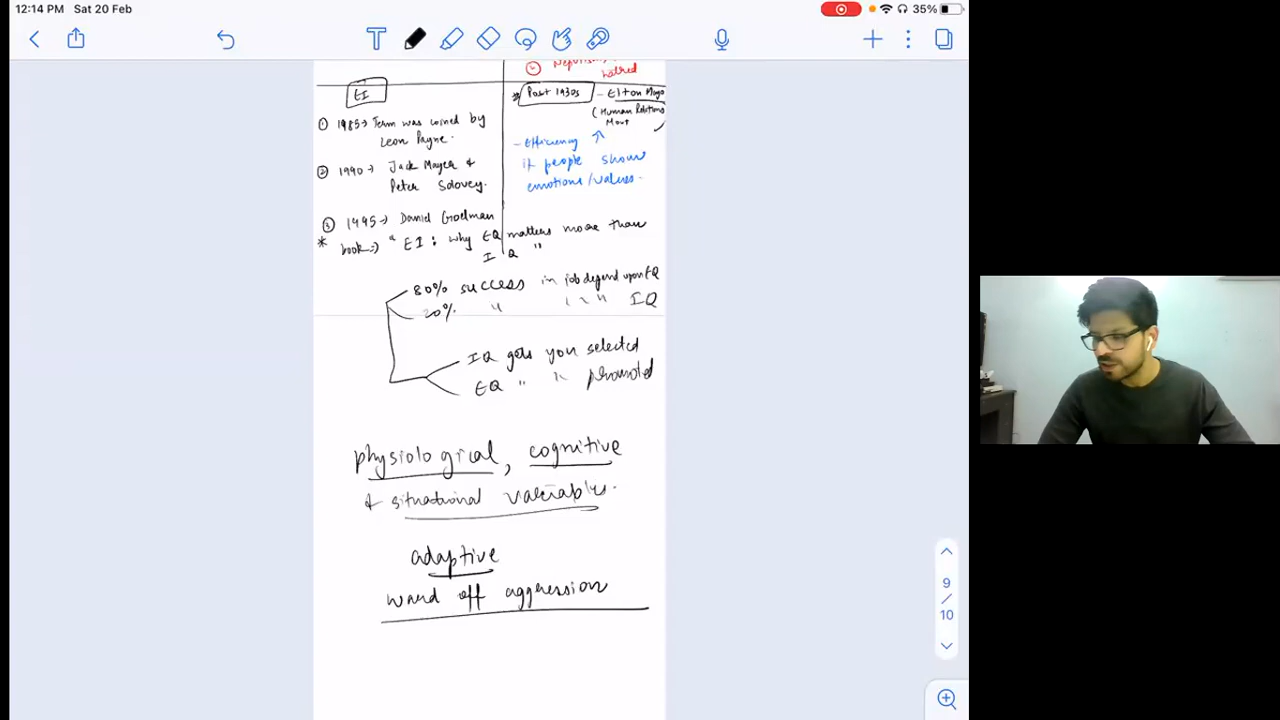 12:14 PM Sat 20 Feb
35%
hatred
EI
* Post 1930s - Elton Mayo
(Human Relations
Movt
① 1985→ Term was coined by
Leon Payne.
- Efficiency ↑
if people show
emotions/values.
② 1990→ Jack Mayer &
Peter Solovey.
③ 1995→ Daniel Goelman
* book→ "EI: why EQ matters more than
IQ "
80% success in job depend upon EQ
20% " " " " IQ
IQ gets you selected
EQ " " promoted
physiological, cognitive
& situational variables.
adaptive
ward off aggression
9
/
10